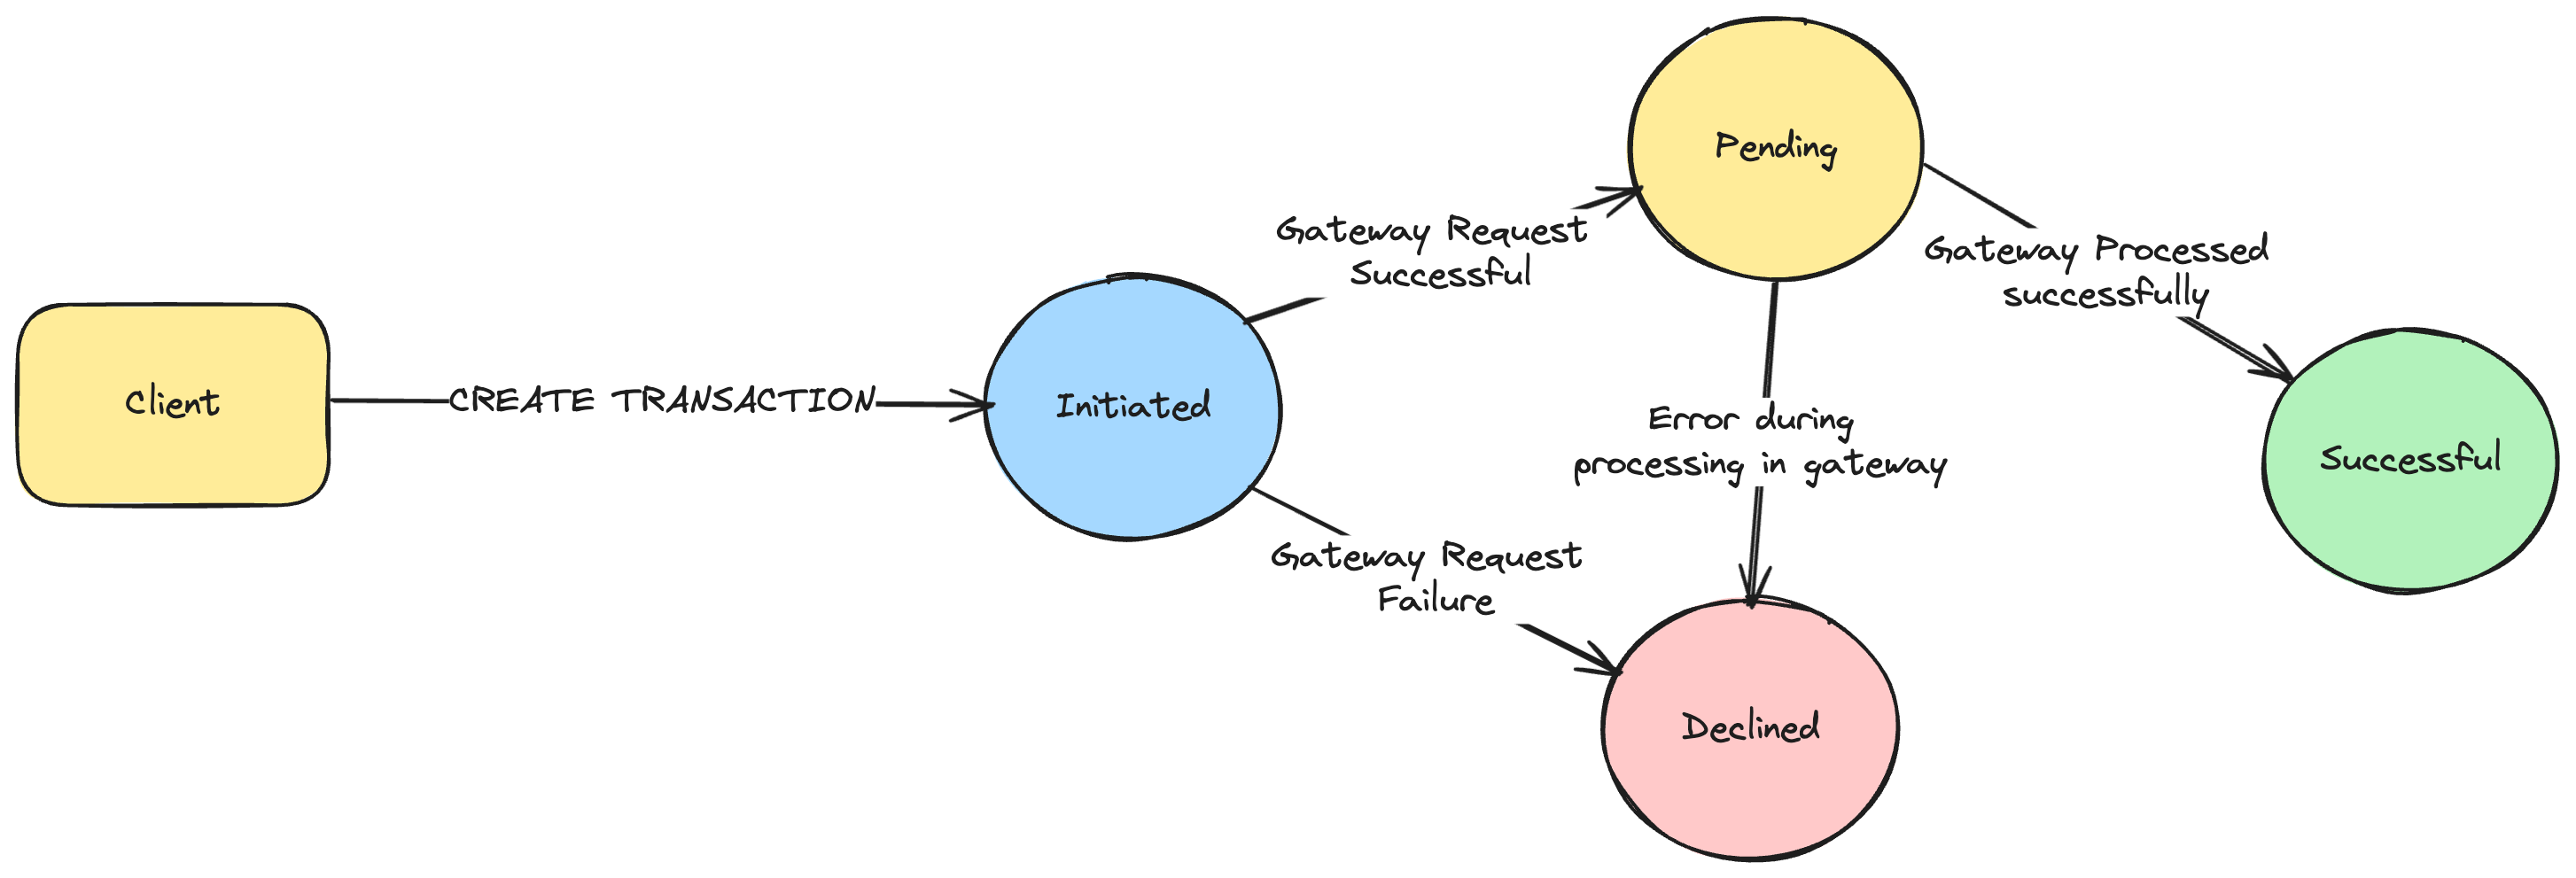 Client
CREATE TRANSACTION
Initiated
Gateway Request
Successful
Pending
Gateway Processed
successfully
Successful
Error during
processing in gateway
Gateway Request
Failure
Declined